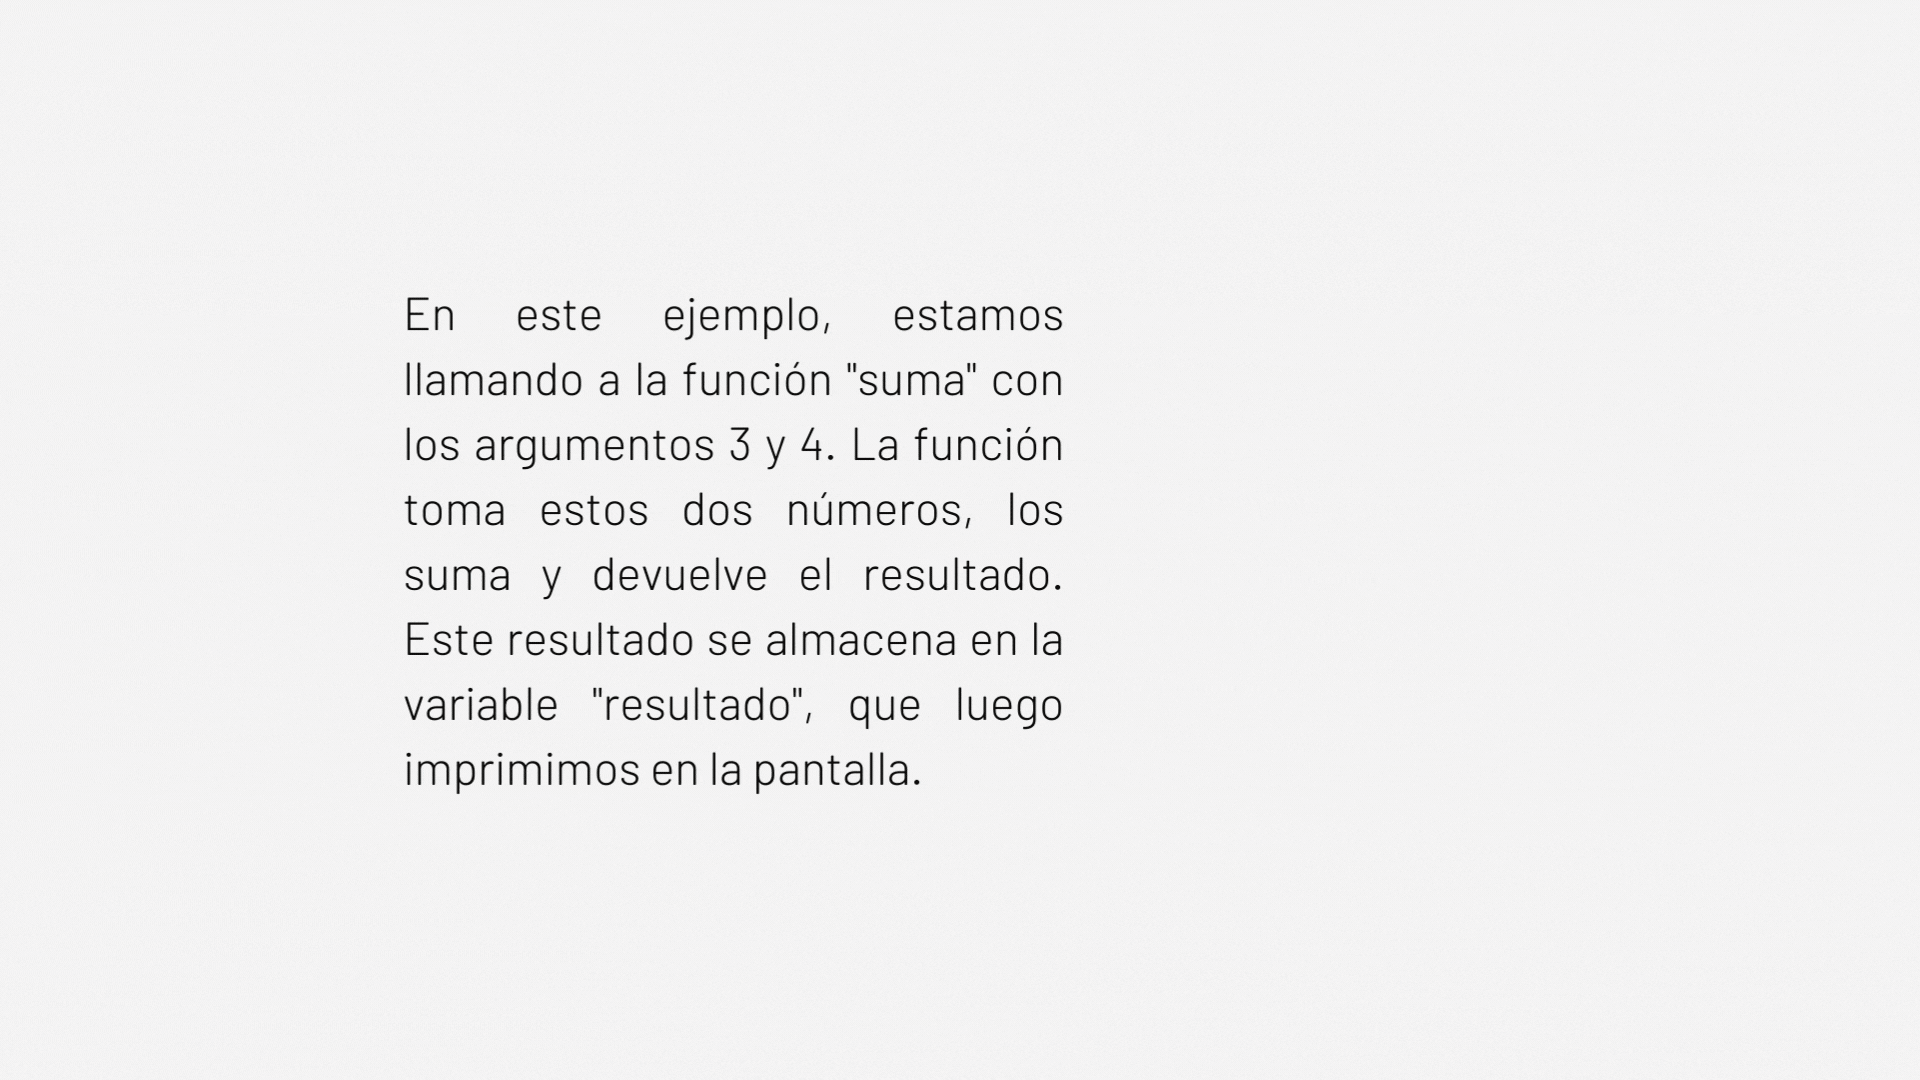 En este ejemplo, estamos
llamando a la función "suma" con
los argumentos 3 y 4. La función
toma estos dos números, los
suma y devuelve el resultado.
Este resultado se almacena en la
variable "resultado", que luego
imprimimos en la pantalla.